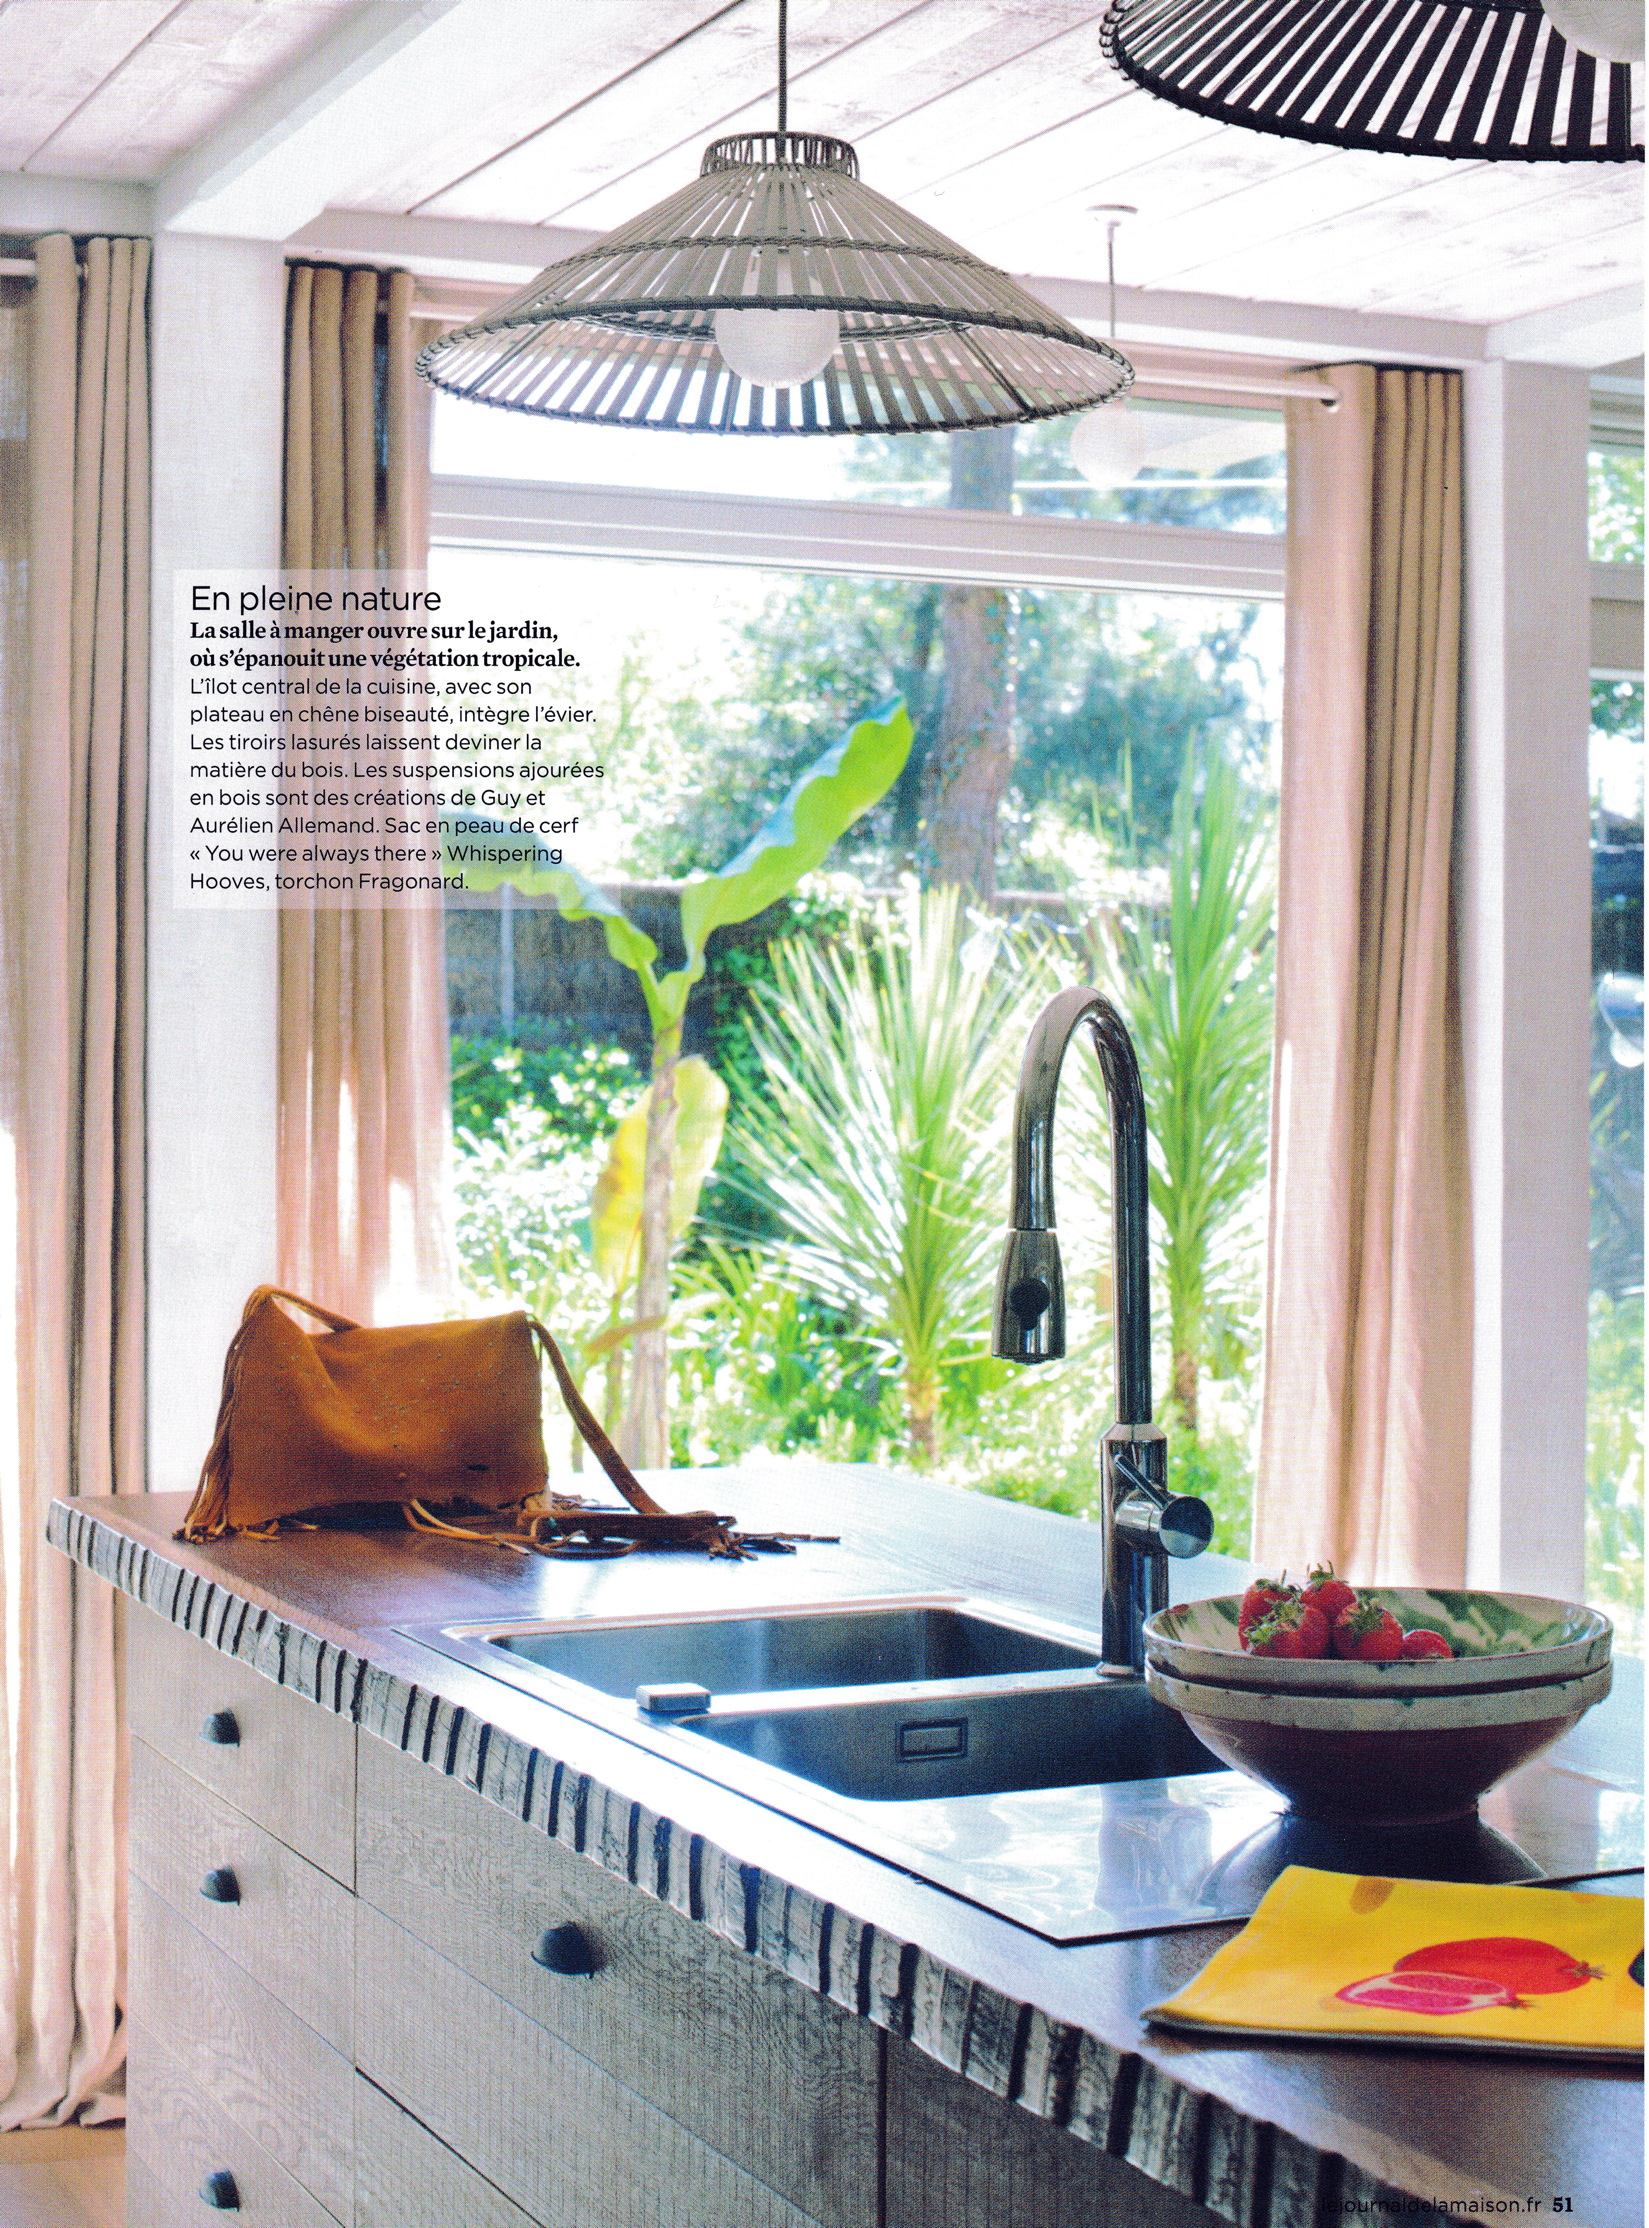 En pleine nature
La salle à manger ouvre sur le jardin,
où s’épanouit une végétation tropicale.
L’îlot central de la cuisine, avec son
plateau en chêne biseauté, intègre l’évier.
Les tiroirs lasurés laissent deviner la
matière du bois. Les suspensions ajourées
en bois sont des créations de Guy et
Aurélien Allemand. Sac en peau de cerf
« You were always there » Whispering
Hooves, torchon Fragonard.
lejournaldelamaison.fr 51